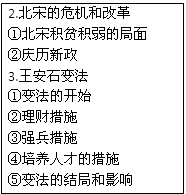 2.北宋的危机和改革
①北宋积贫积弱的局面
②庆历新政
3.王安石变法
①变法的开始
②理财措施
③强兵措施
④培养人才的措施
⑤变法的结局和影响